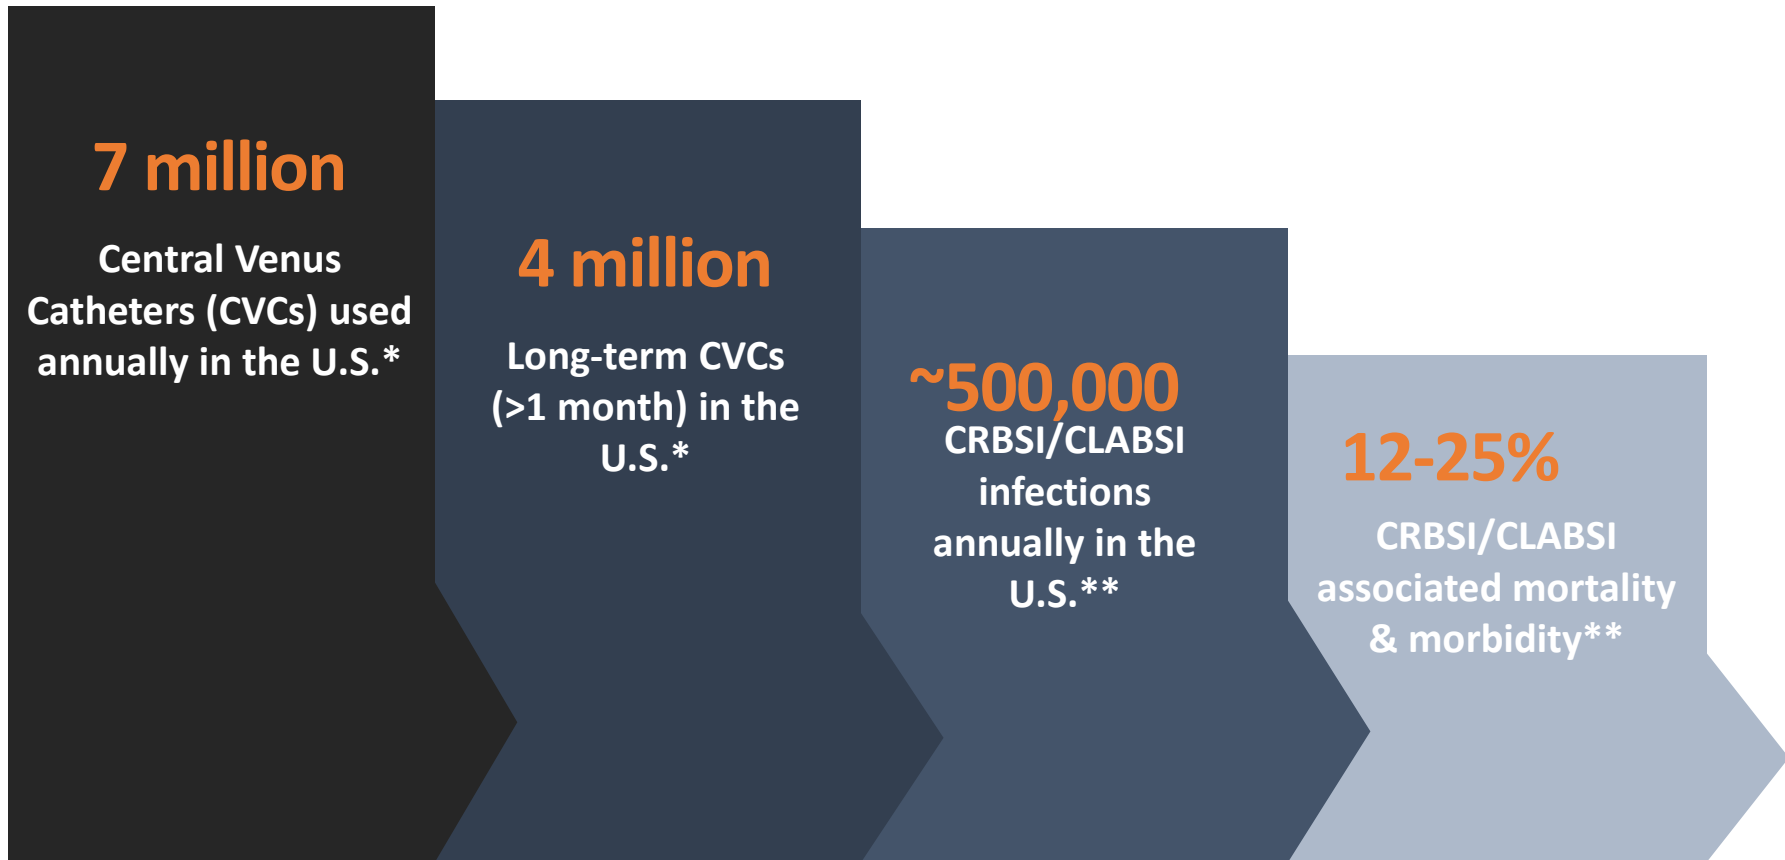 7 million
Central Venus
Catheters (CVCs) used
annually in the U.S.*
4 million
Long-term CVCs
(>1 month) in the
U.S.*
~500,000
CRBSI/CLABSI
infections
annually in the
U.S.**
12-25%
CRBSI/CLABSI
associated mortality
& morbidity**